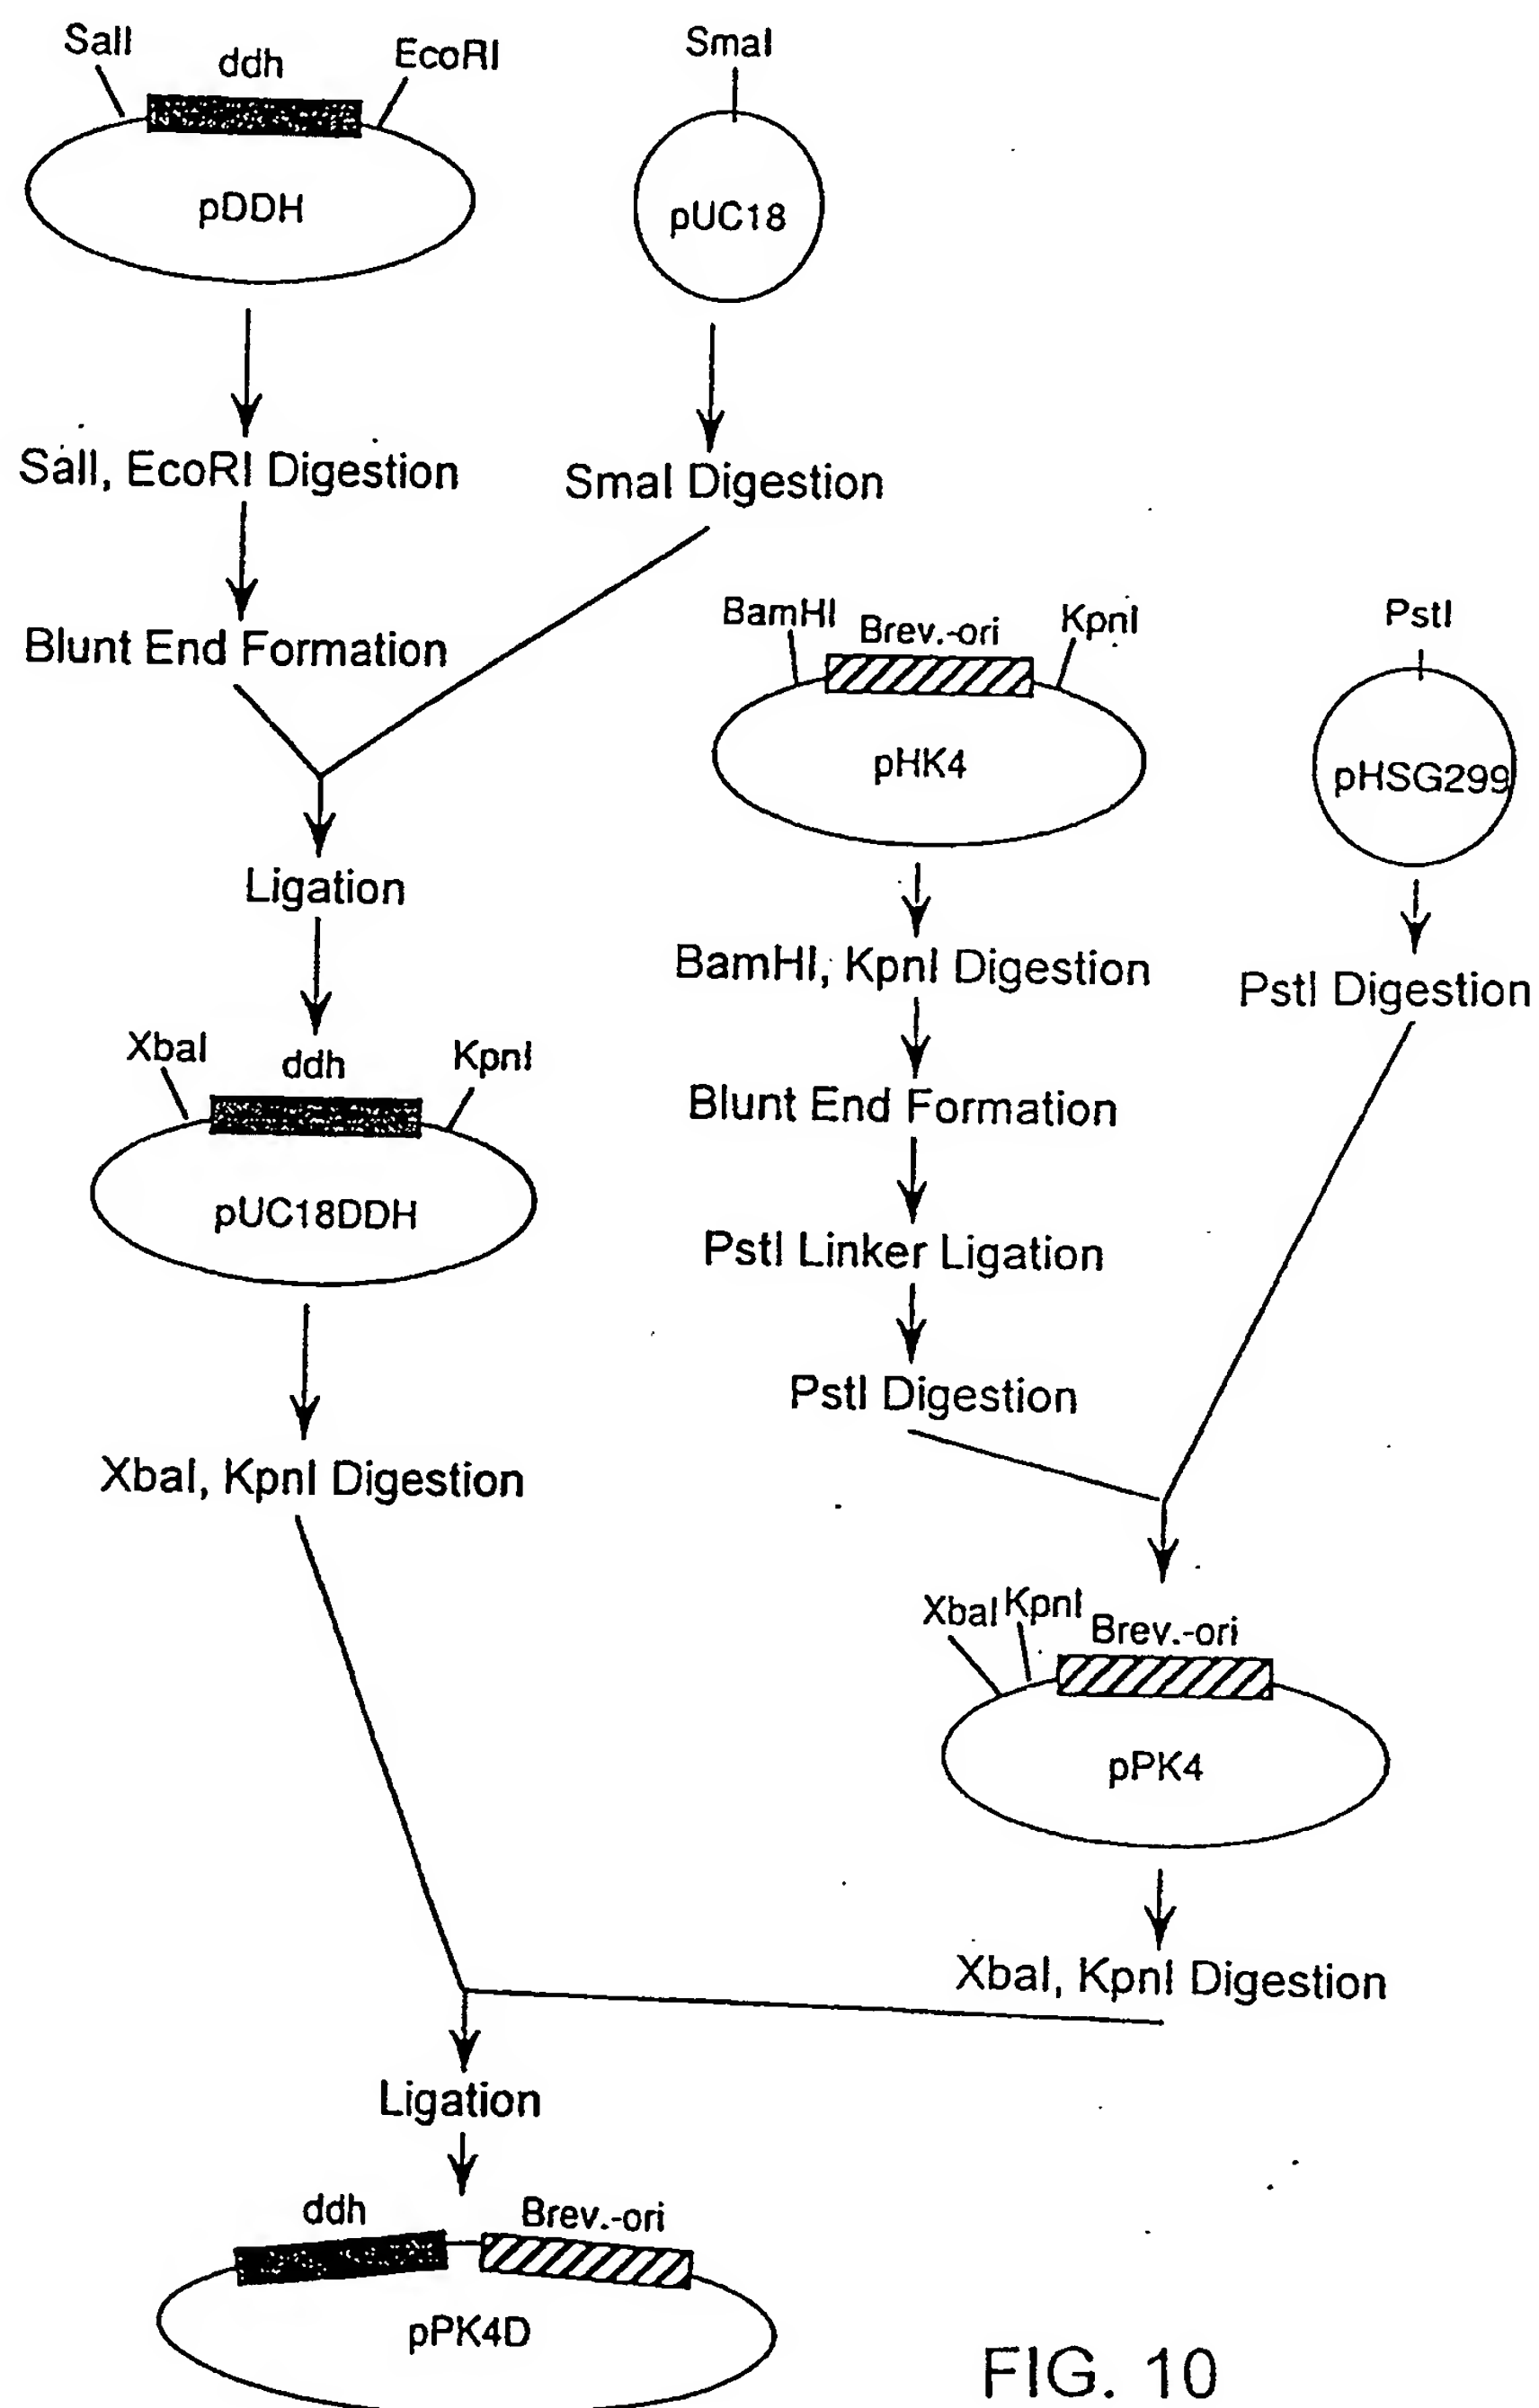 SalI
ddh
EcoRI
pDDH
SmaI
pUC18
SalI, EcoRI Digestion
SmaI Digestion
Blunt End Formation
Ligation
BamHI
Brev.-ori
KpnI
pHK4
PstI
pHSG299
BamHI, KpnI Digestion
PstI Digestion
Blunt End Formation
PstI Linker Ligation
PstI Digestion
XbaI
ddh
KpnI
pUC18DDH
XbaI, KpnI Digestion
XbaI
KpnI
Brev.-ori
pPK4
XbaI, KpnI Digestion
Ligation
ddh
Brev.-ori
pPK4D
FIG. 10